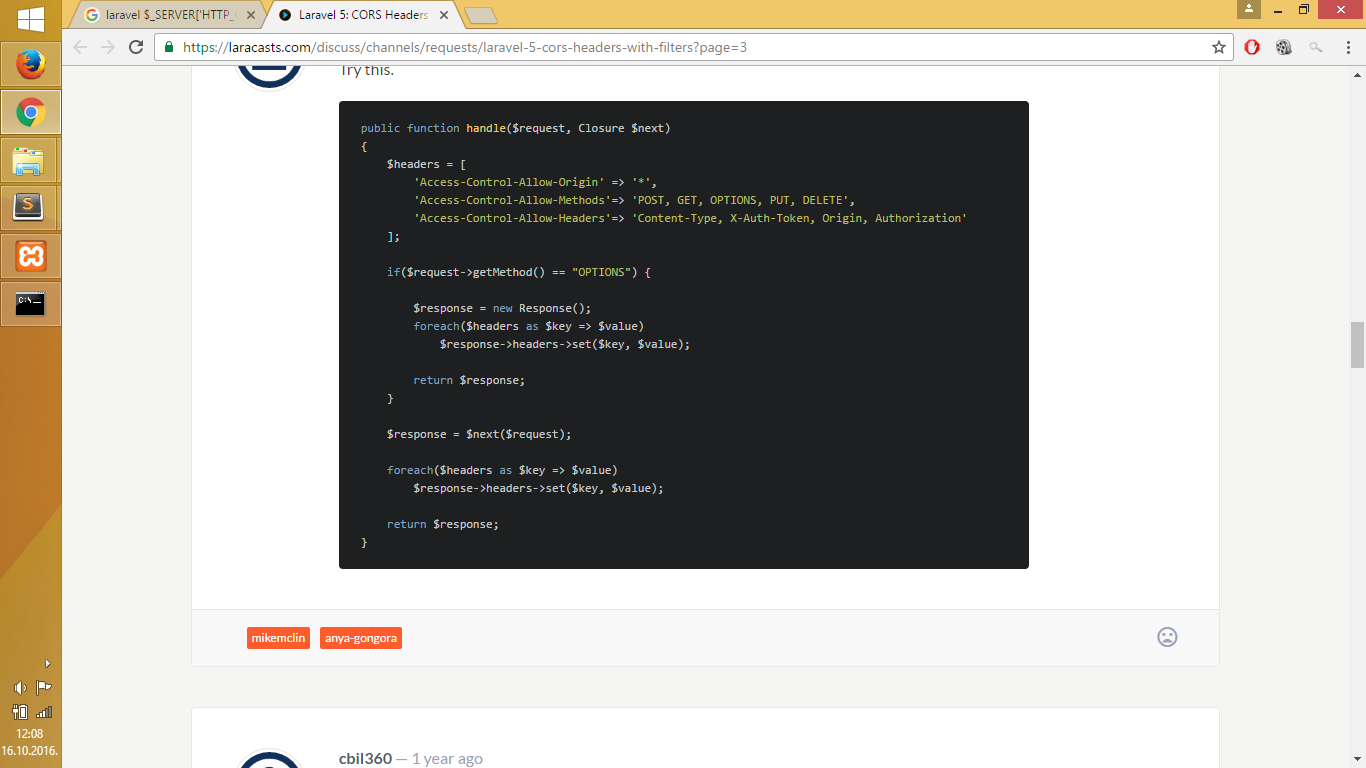 laravel $_SERVER['HTTP_
Laravel 5: CORS Headers
https://laracasts.com/discuss/channels/requests/laravel-5-cors-headers-with-filters?page=3
Try this.
public function handle($request, Closure $next)
{
    $headers = [
        'Access-Control-Allow-Origin' => '*',
        'Access-Control-Allow-Methods'=> 'POST, GET, OPTIONS, PUT, DELETE',
        'Access-Control-Allow-Headers'=> 'Content-Type, X-Auth-Token, Origin, Authorization'
    ];
    if($request->getMethod() == "OPTIONS") {
        $response = new Response();
        foreach($headers as $key => $value)
            $response->headers->set($key, $value);
        return $response;
    }
    $response = $next($request);
    foreach($headers as $key => $value)
        $response->headers->set($key, $value);
    return $response;
}
mikemclin anya-gongora
cbil360 — 1 year ago
S
C:\_
12:08
16.10.2016.